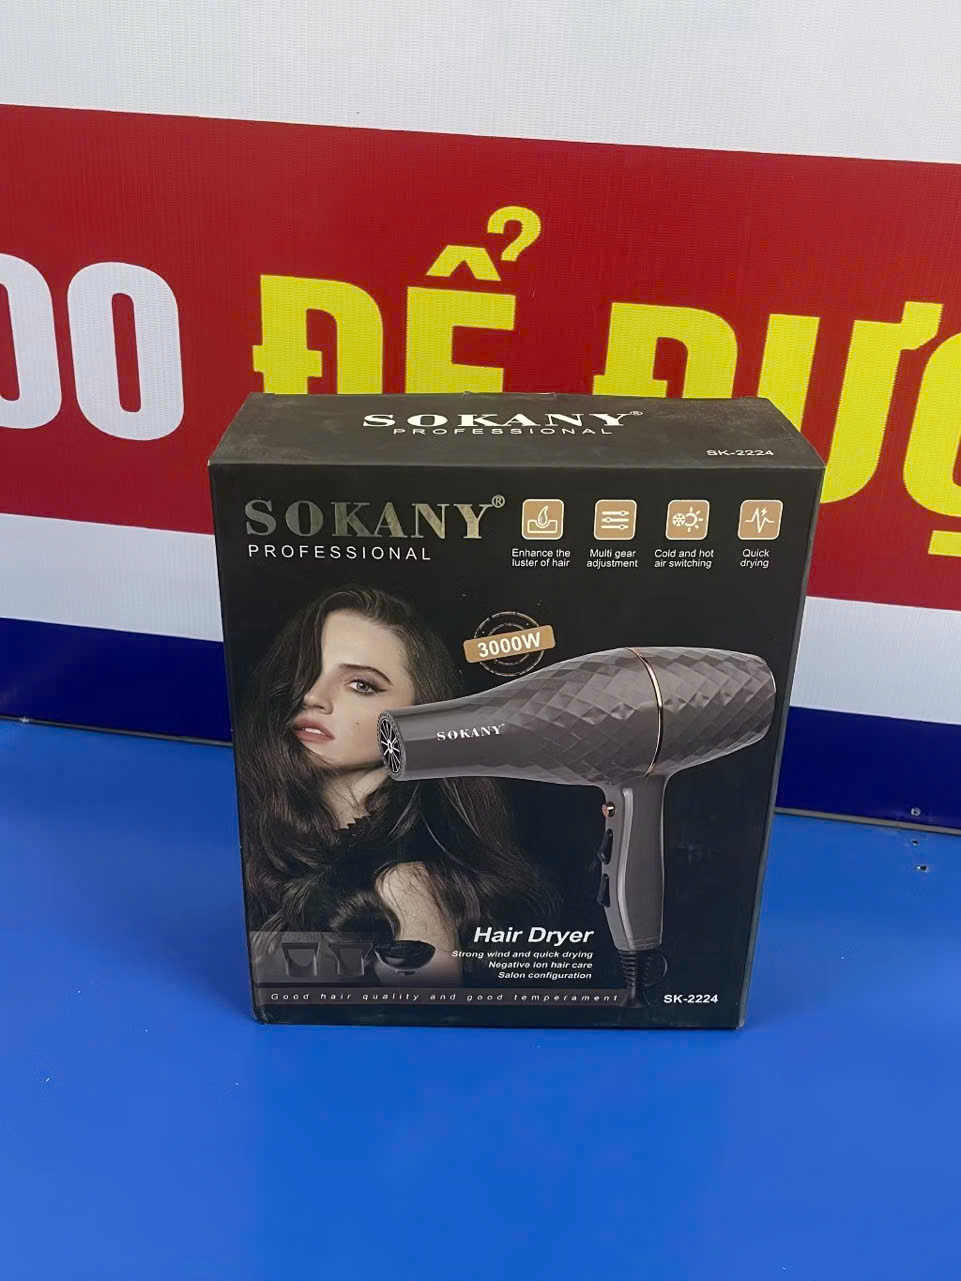 00 ĐỂ ĐƯỢ
SOKANY®
PROFESSIONAL
SK-2224
SOKANY®
PROFESSIONAL
Enhance the
luster of hair
Multi gear
adjustment
Cold and hot
air switching
Quick
drying
3000W
SOKANY
Hair Dryer
Strong wind and quick drying
Negative ion hair care
Salon configuration
Good hair quality and good temperament
SK-2224